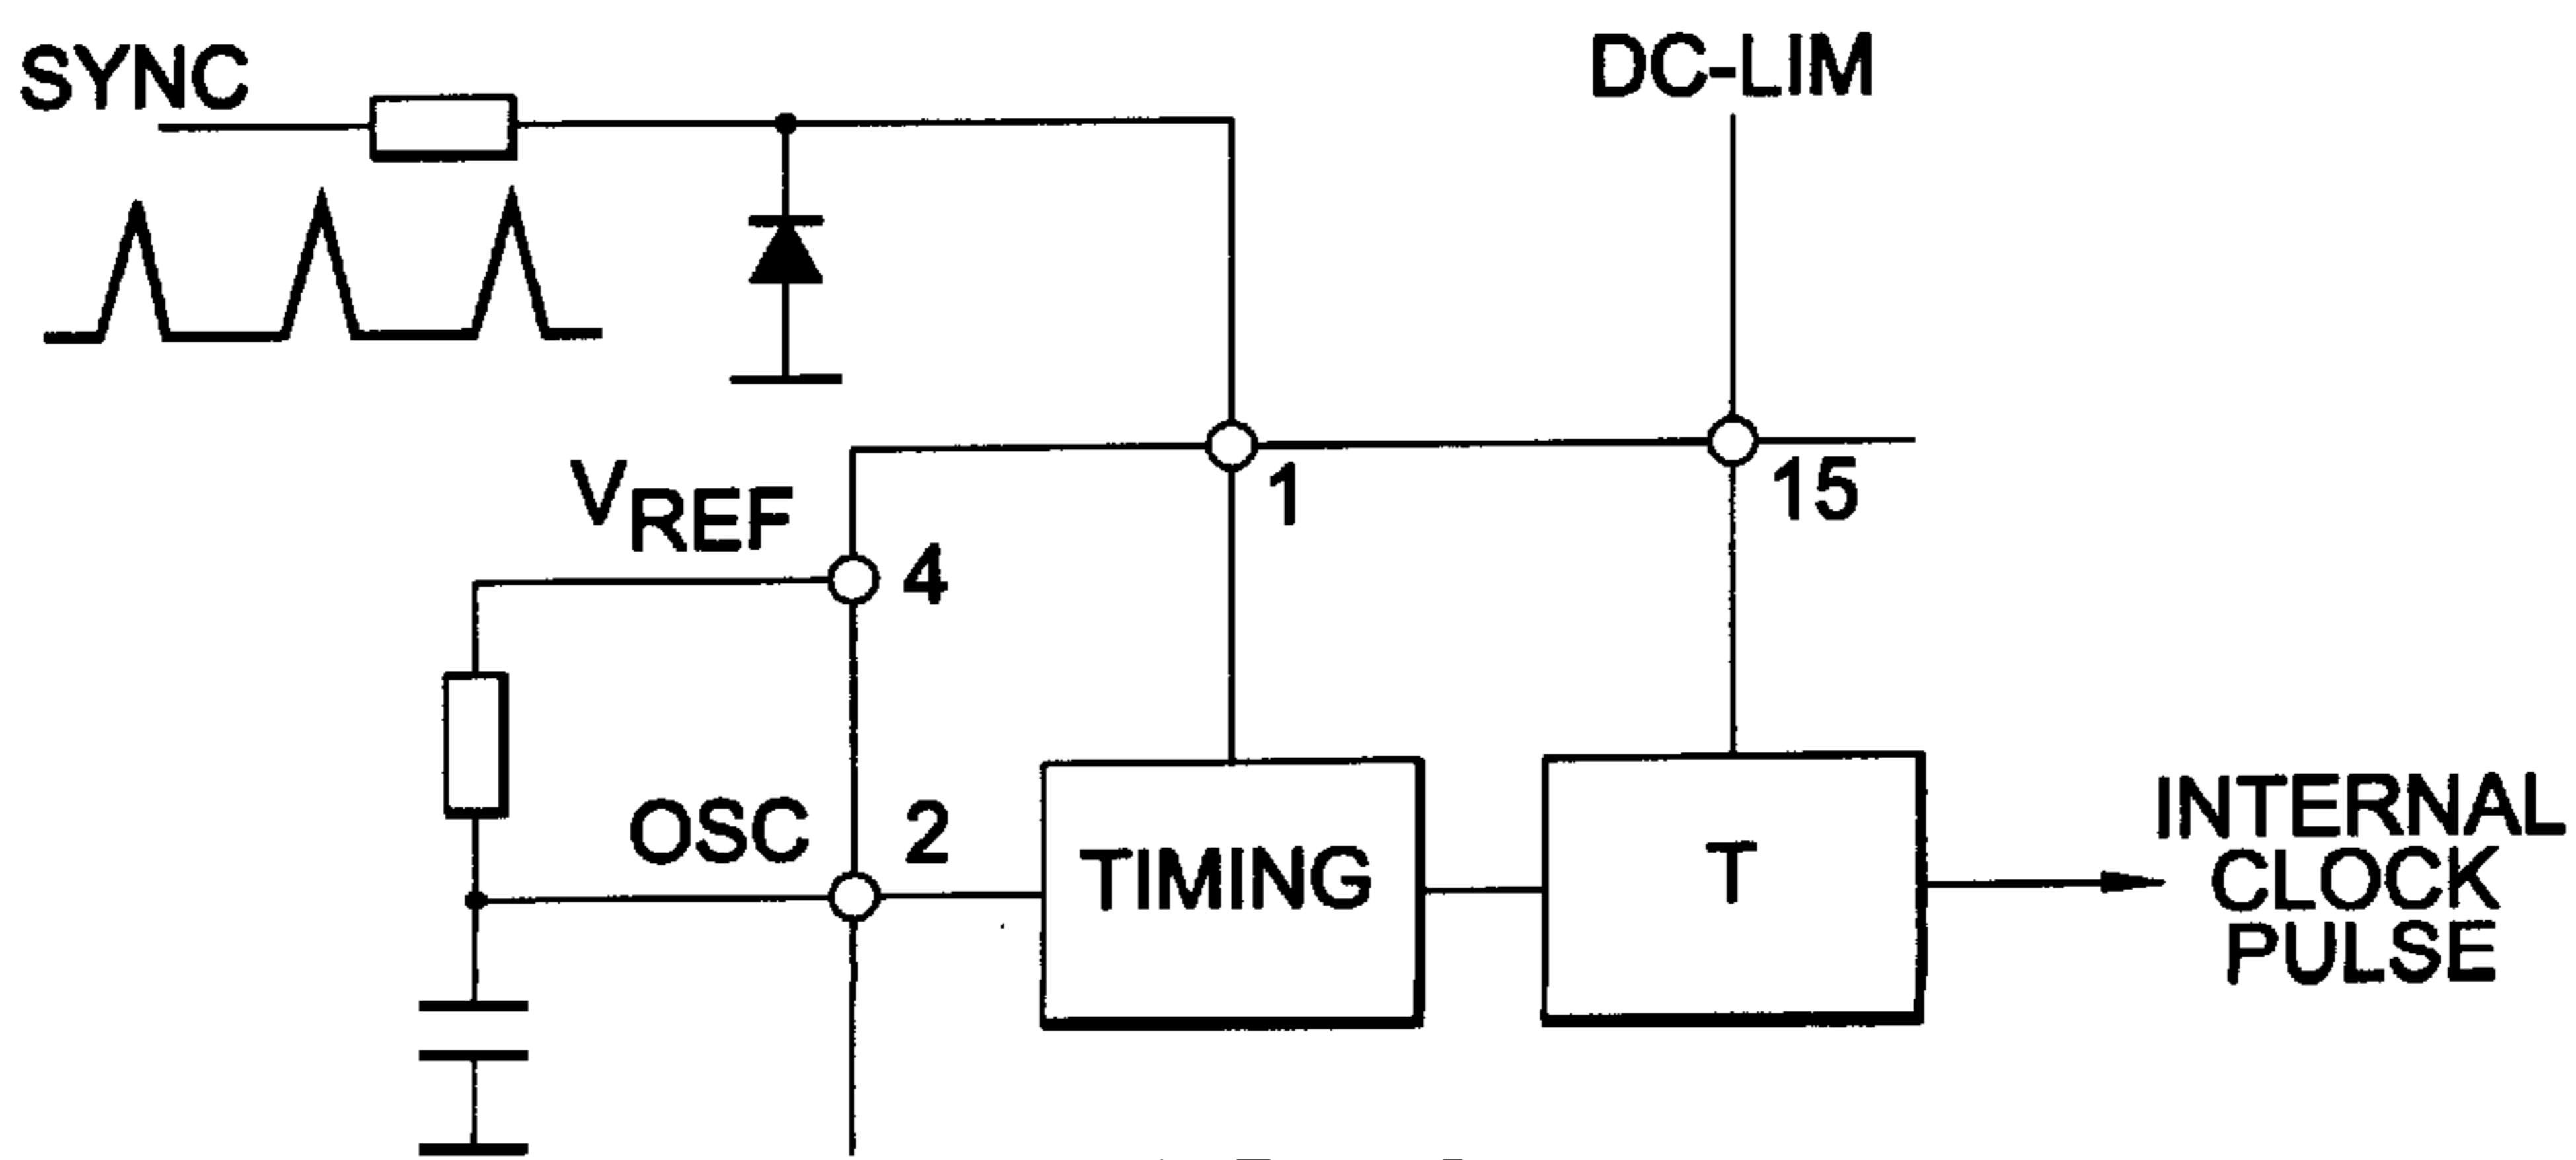 SYNC
DC-LIM
1
15
VREF
4
OSC
2
TIMING
T
INTERNAL
CLOCK
PULSE